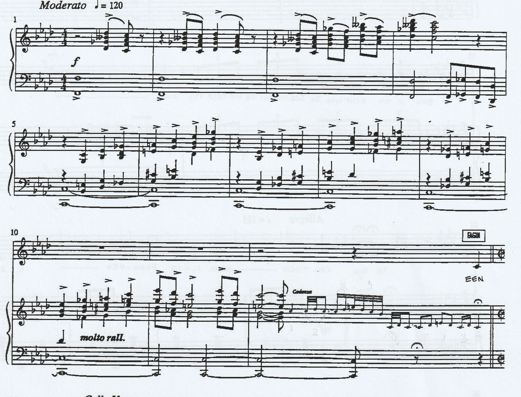 Moderato ♩ = 120
1
f
5
10
EEN
molto rall.
Cadenza